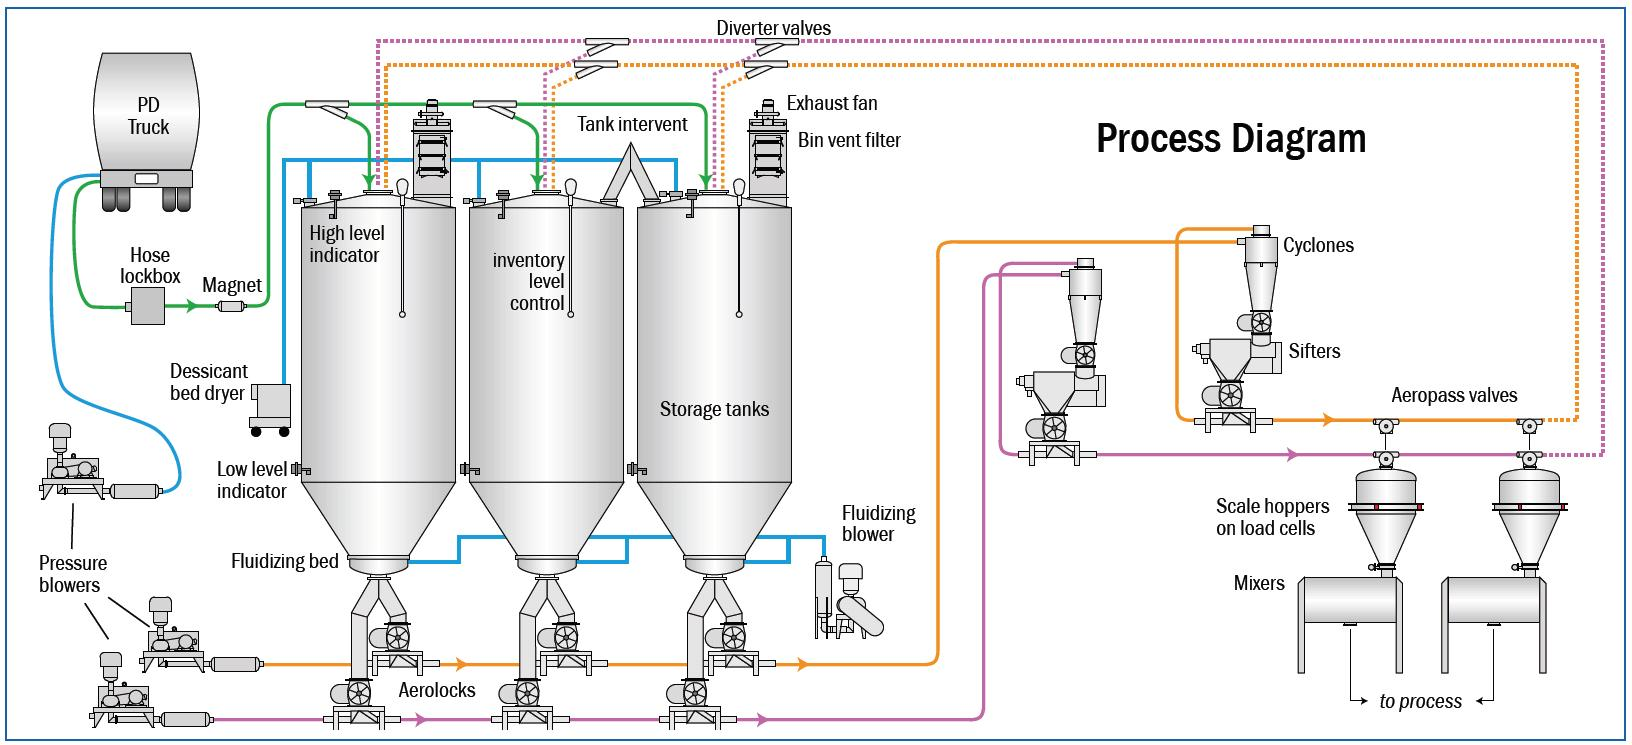 Diverter valves
PD
Truck
Exhaust fan
Tank intervent
Bin vent filter
Process Diagram
High level
indicator
Hose
lockbox
Magnet
inventory
level
control
Cyclones
Sifters
Dessicant
bed dryer
Storage tanks
Aeropass valves
Low level
indicator
Scale hoppers
on load cells
Fluidizing
blower
Fluidizing bed
Pressure
blowers
Mixers
Aerolocks
to process